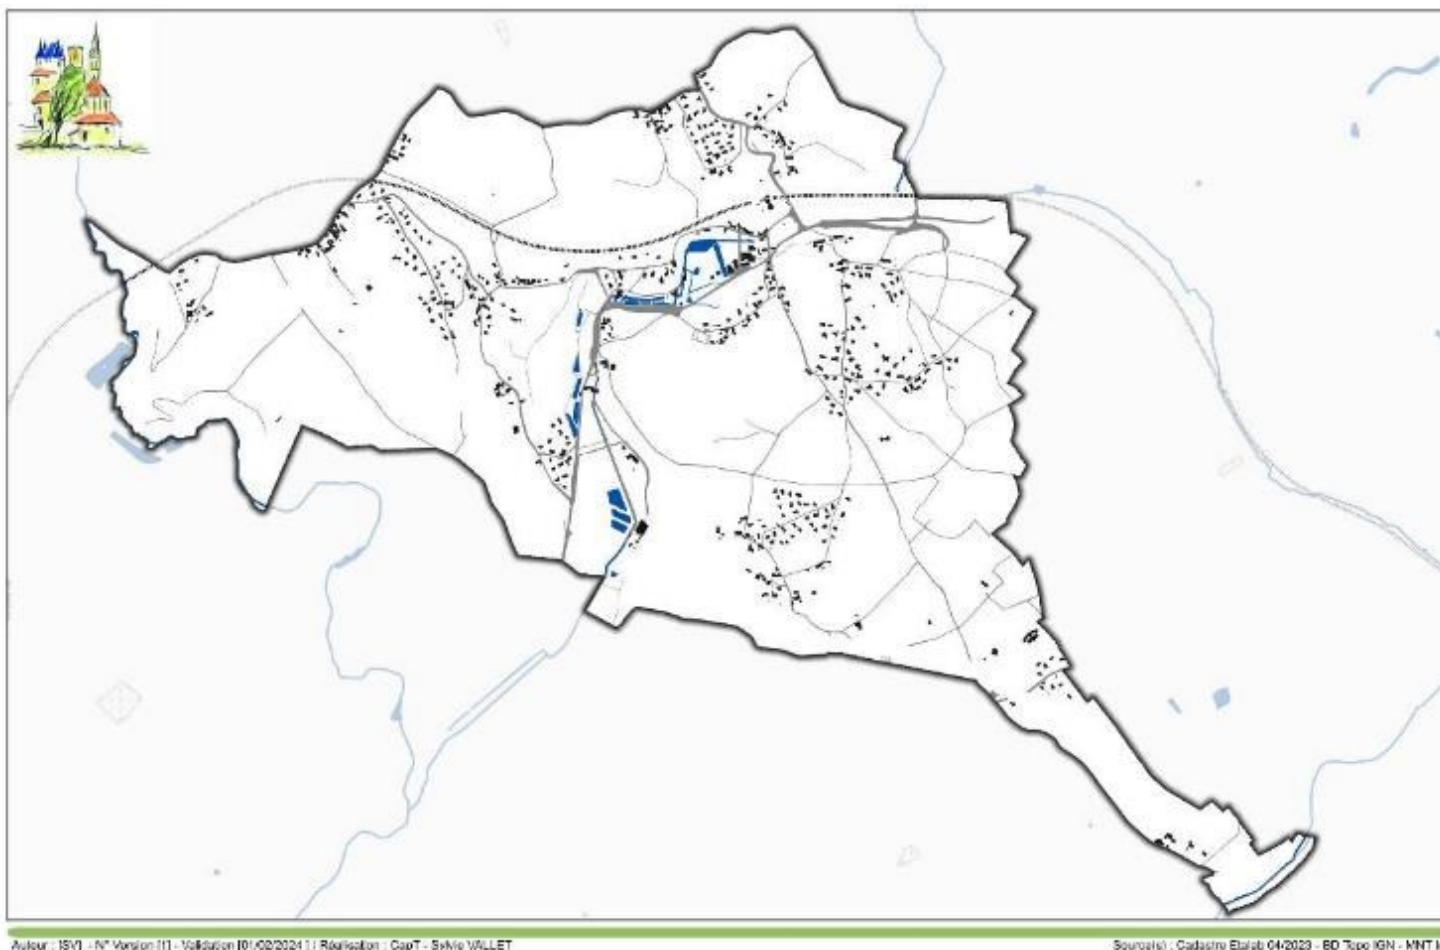 Auteur : [SV] - N° Version [1] - Validation [01/02/2024] | Réalisation : CapT - Sylvie VALLET
Source(s) : Cadastre Etalab 04/2023 - BD Topo IGN - MNT